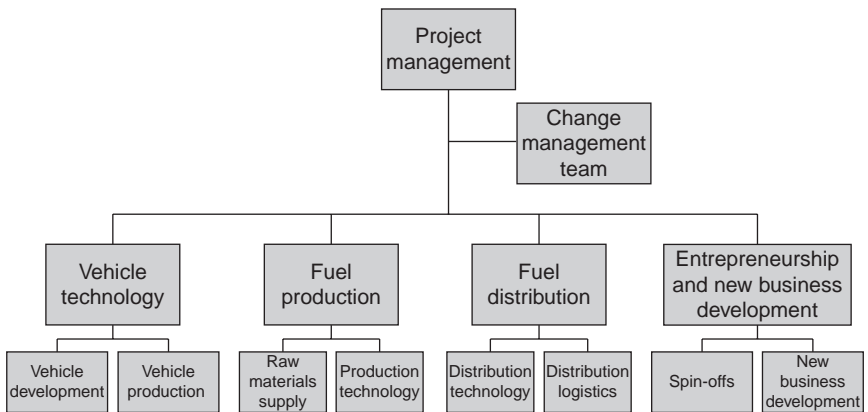 Project
management
Change
management
team
Vehicle
technology
Fuel
production
Fuel
distribution
Entrepreneurship
and new business
development
Vehicle
development
Vehicle
production
Raw
materials
supply
Production
technology
Distribution
technology
Distribution
logistics
Spin-offs
New
business
development